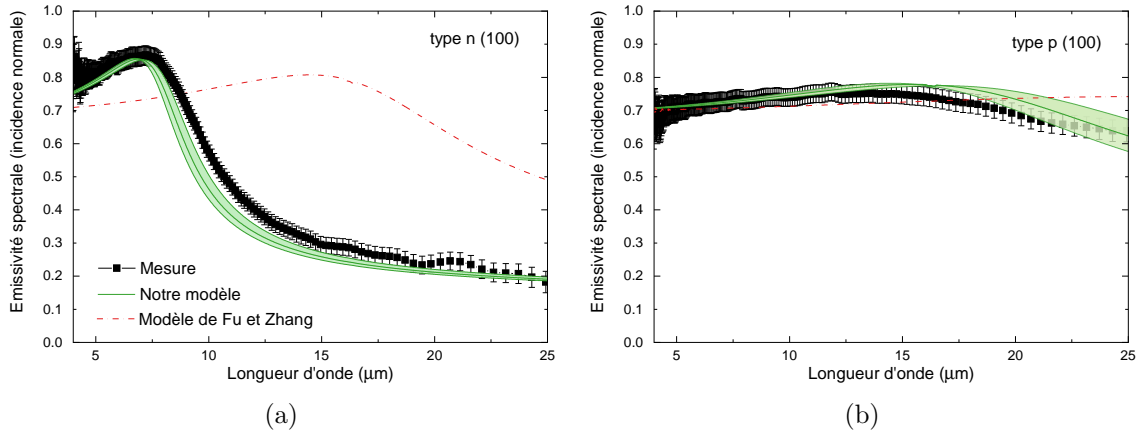 type n (100)
Emissivité spectrale (incidence normale)
1.0
0.9
0.8
0.7
0.6
0.5
0.4
0.3
0.2
0.1
0.0
Mesure
Notre modèle
Modèle de Fu et Zhang
5 10 15 20 25
Longueur d'onde (µm)
(a)
type p (100)
Emissivité spectrale (incidence normale)
1.0
0.9
0.8
0.7
0.6
0.5
0.4
0.3
0.2
0.1
0.0
5 10 15 20 25
Longueur d'onde (µm)
(b)